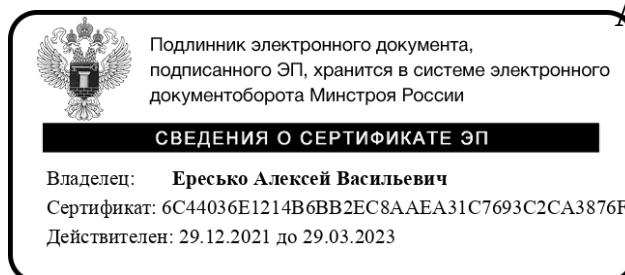 Подлинник электронного документа,
подписанного ЭП, хранится в системе электронного
документооборота Минстроя России
СВЕДЕНИЯ О СЕРТИФИКАТЕ ЭП
Владелец: Ересько Алексей Васильевич
Сертификат: 6C44036E1214B6BB2EC8AAEA31C7693C2CA3876F
Действителен: 29.12.2021 до 29.03.2023